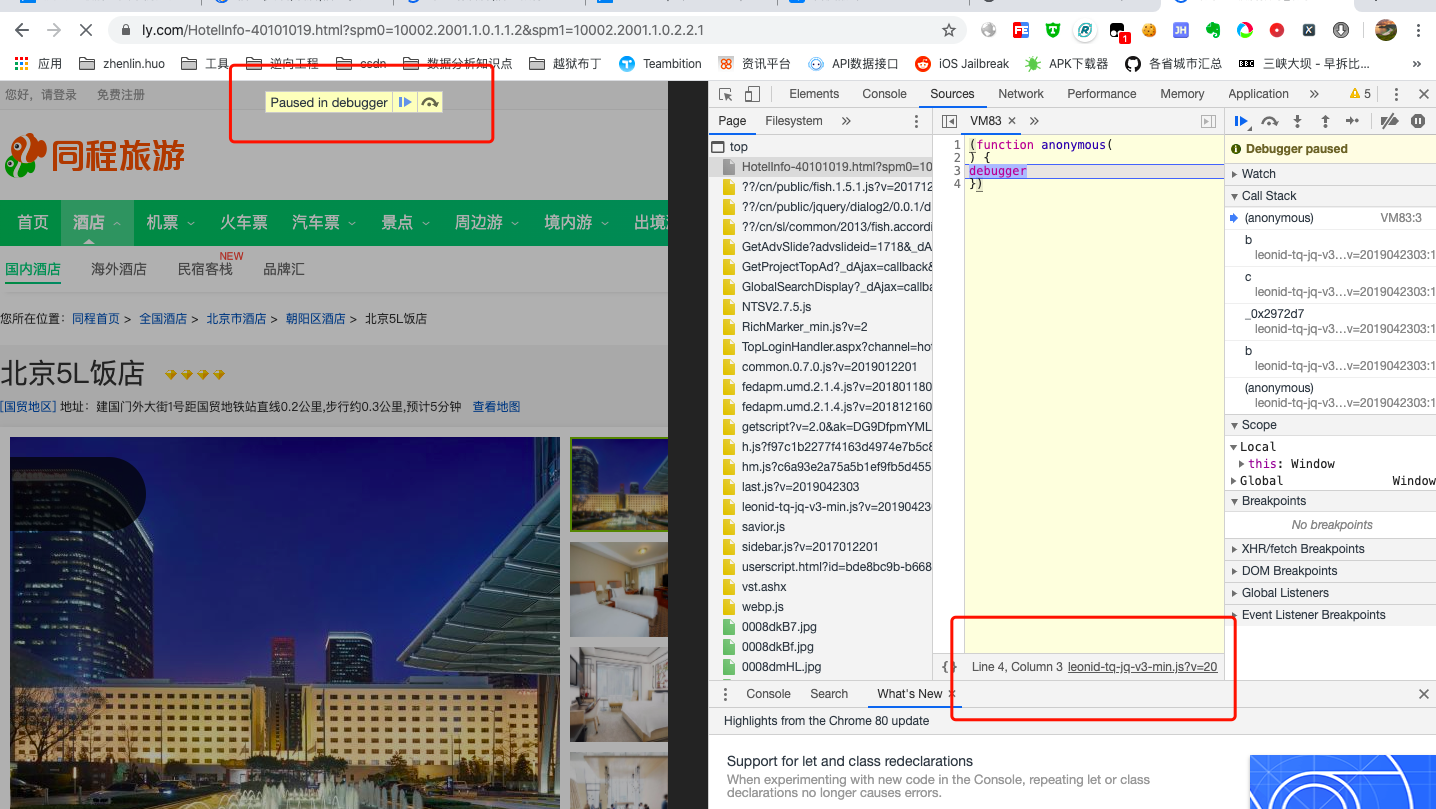 ly.com/HotelInfo-40101019.html?spm0=10002.2001.1.0.1.1.2&spm1=10002.2001.1.0.2.2.1
1
应用 zhenlin.huo 工具 逆向工程 csdn 数据分析知识点 越狱布丁 Teambition 资讯平台 API数据接口 iOS Jailbreak APK下载器 各省城市汇总 三峡大坝 - 早拆比... »
您好，请登录 免费注册
Paused in debugger
同程旅游
首页 酒店 机票 火车票 汽车票 景点 周边游 境内游 出境
NEW
国内酒店 海外酒店 民宿客栈 品牌汇
您所在位置： 同程首页 > 全国酒店 > 北京市酒店 > 朝阳区酒店 > 北京5L饭店
北京5L饭店
[国贸地区] 地址：建国门外大街1号距国贸地铁站直线0.2公里,步行约0.3公里,预计5分钟 查看地图
Elements Console Sources Network Performance Memory Application » 5
Page Filesystem »
top
HotelInfo-40101019.html?spm0=10
??/cn/public/fish.1.5.1.js?v=201712
??/cn/public/jquery/dialog2/0.0.1/d
??/cn/sl/common/2013/fish.accordi
GetAdvSlide?advslideid=1718&_dA
GetProjectTopAd?_dAjax=callback&
GlobalSearchDisplay?_dAjax=callba
NTSV2.7.5.js
RichMarker_min.js?v=2
TopLoginHandler.aspx?channel=ho
common.0.7.0.js?v=2019012201
fedapm.umd.2.1.4.js?v=201801180
fedapm.umd.2.1.4.js?v=201812160
getscript?v=2.0&ak=DG9DfpmYML
h.js?f97c1b2277f4163d4974e7b5c8
hm.js?c6a93e2a75a5b1ef9fb5d455
last.js?v=2019042303
leonid-tq-jq-v3-min.js?v=20190423
savior.js
sidebar.js?v=2017012201
userscript.html?id=bde8bc9b-b668
vst.ashx
webp.js
0008dkB7.jpg
0008dkBf.jpg
0008dmHL.jpg
VM83 × »
1 (function anonymous(
2 ) {
3 debugger
4 })
{} Line 4, Column 3 leonid-tq-jq-v3-min.js?v=20
Debugger paused
Watch
Call Stack
(anonymous) VM83:3
b
leonid-tq-jq-v3...v=2019042303:1
c
leonid-tq-jq-v3...v=2019042303:1
_0x2972d7
leonid-tq-jq-v3...v=2019042303:1
b
leonid-tq-jq-v3...v=2019042303:1
(anonymous)
leonid-tq-jq-v3...v=2019042303:1
Scope
Local
this: Window
Global Window
Breakpoints
No breakpoints
XHR/fetch Breakpoints
DOM Breakpoints
Global Listeners
Event Listener Breakpoints
Console Search What's New ×
Highlights from the Chrome 80 update
Support for let and class redeclarations
When experimenting with new code in the Console, repeating let or class
declarations no longer causes errors.